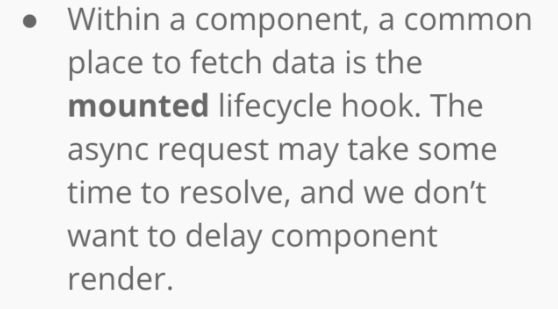 ● Within a component, a common
place to fetch data is the
mounted lifecycle hook. The
async request may take some
time to resolve, and we don’t
want to delay component
render.